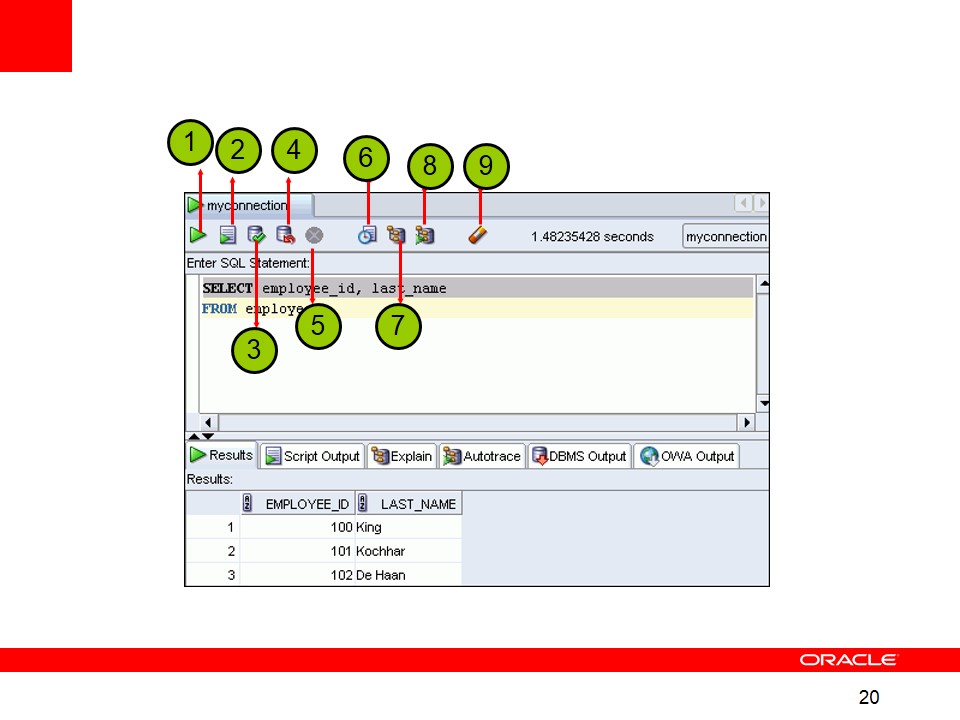 1 2 4 6 8 9
myconnection
1.48235428 seconds myconnection
Enter SQL Statement:
SELECT employee_id, last_name
FROM employe
5 7
3
Results Script Output Explain Autotrace DBMS Output OWA Output
Results:
EMPLOYEE_ID LAST_NAME
1 100 King
2 101 Kochhar
3 102 De Haan
ORACLE
20